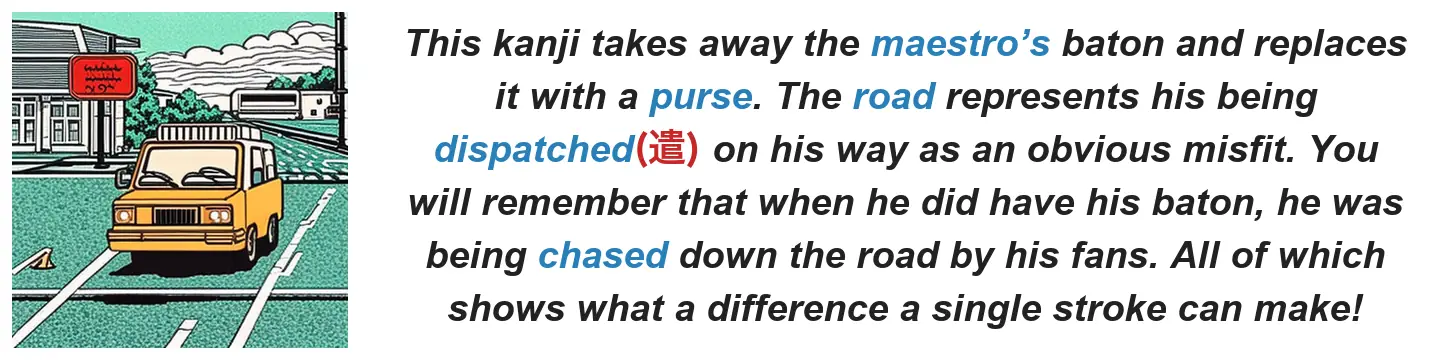 This kanji takes away the maestro’s baton and replaces
it with a purse. The road represents his being
dispatched(遣) on his way as an obvious misfit. You
will remember that when he did have his baton, he was
being chased down the road by his fans. All of which
shows what a difference a single stroke can make!